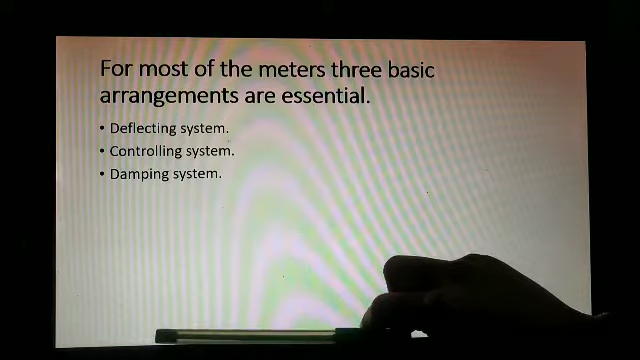 For most of the meters three basic
arrangements are essential.
• Deflecting system.
• Controlling system.
• Damping system.